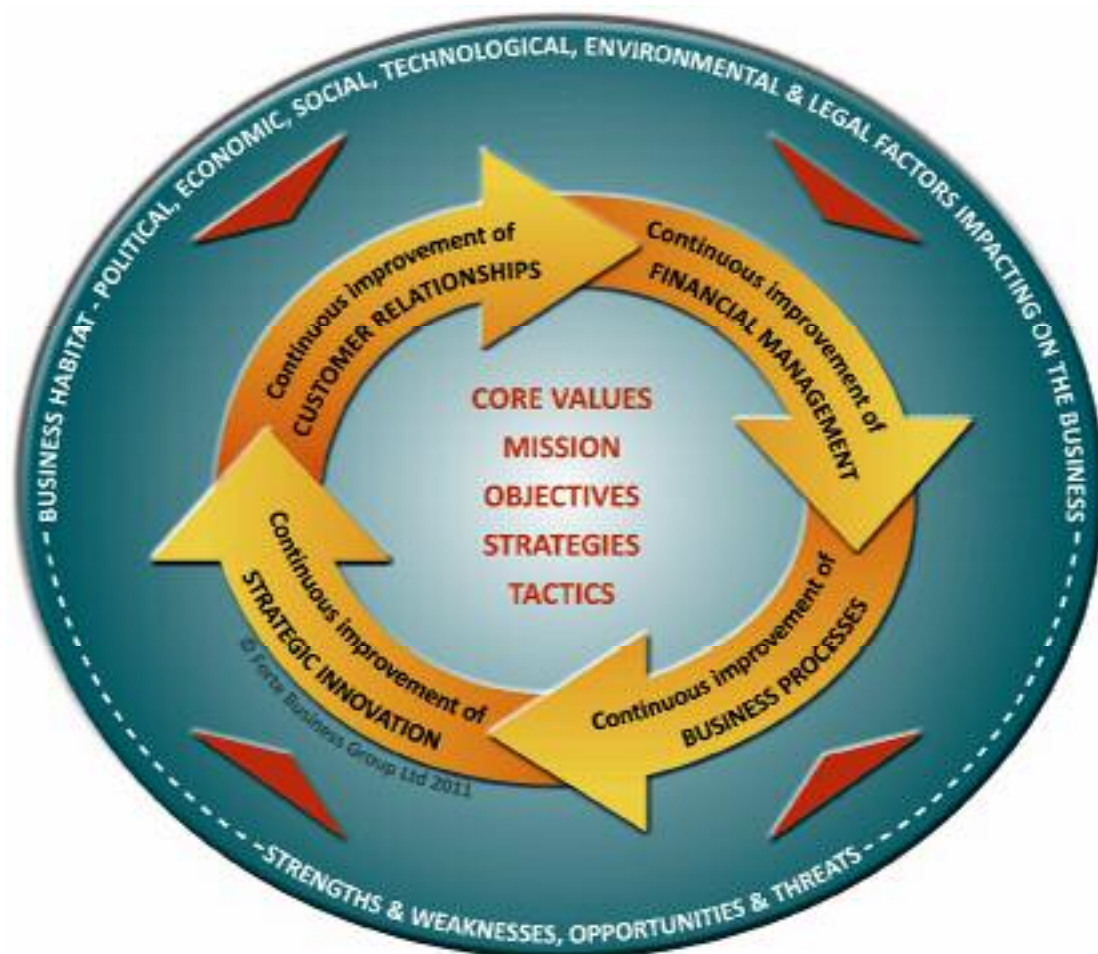 BUSINESS HABITAT - POLITICAL, ECONOMIC, SOCIAL, TECHNOLOGICAL, ENVIRONMENTAL & LEGAL FACTORS IMPACTING ON THE BUSINESS
Continuous improvement of
CUSTOMER RELATIONSHIPS
Continuous improvement of
FINANCIAL MANAGEMENT
CORE VALUES
MISSION
OBJECTIVES
STRATEGIES
TACTICS
Continuous improvement of
BUSINESS PROCESSES
Continuous improvement of
STRATEGIC INNOVATION
© Forte Business Group Ltd 2011
STRENGTHS & WEAKNESSES, OPPORTUNITIES & THREATS